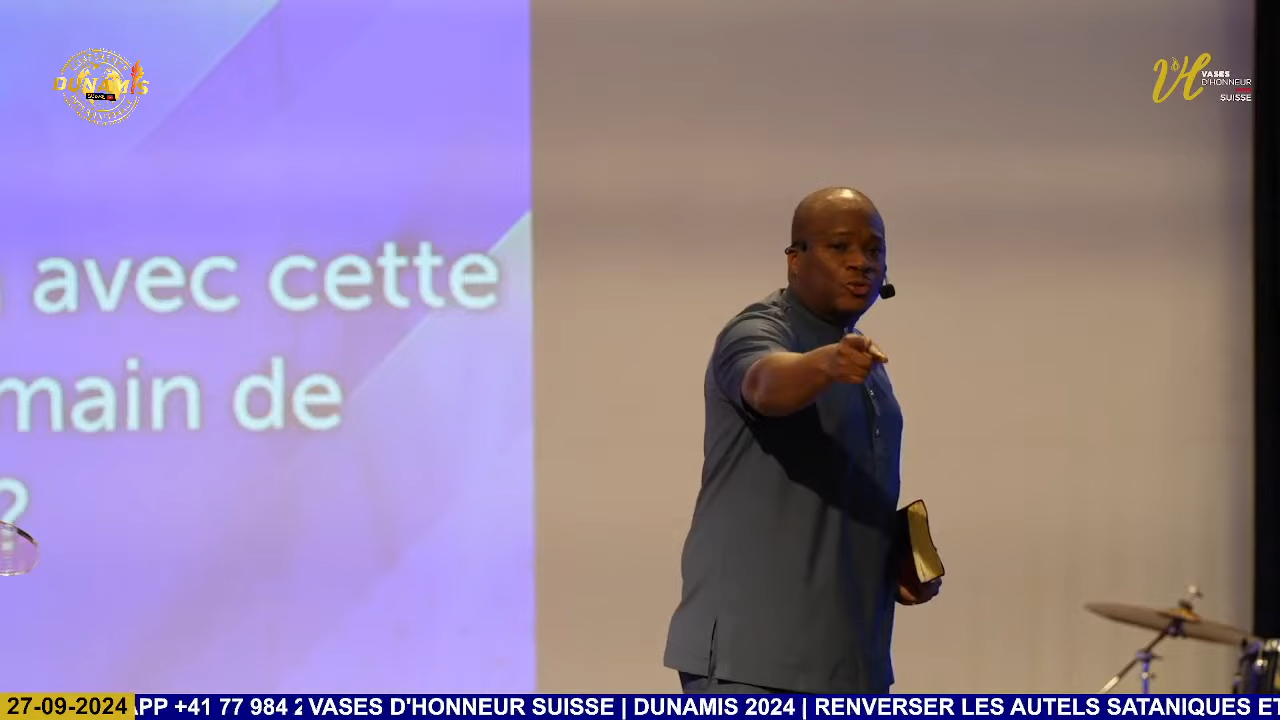 DUNAMIS
VASES
D'HONNEUR
SUISSE
avec cette
main de
?
27-09-2024
PP +41 77 984 2
VASES D'HONNEUR SUISSE | DUNAMIS 2024 | RENVERSER LES AUTELS SATANIQUES ET